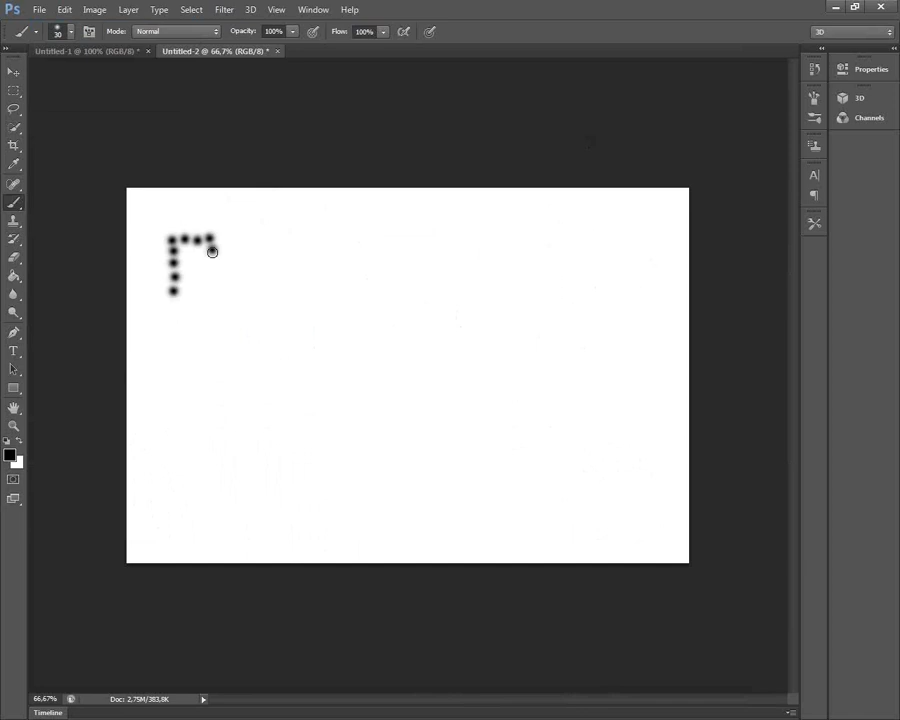 Ps File Edit Image Layer Type Select Filter 3D View Window Help
30 Mode: Normal Opacity: 100% Flow: 100% 3D
Untitled-1 @ 100% (RGB/8) * × Untitled-2 @ 66,7% (RGB/8) * ×
Properties
3D
Channels
66,67% Doc: 2,75M/383,8K
Timeline